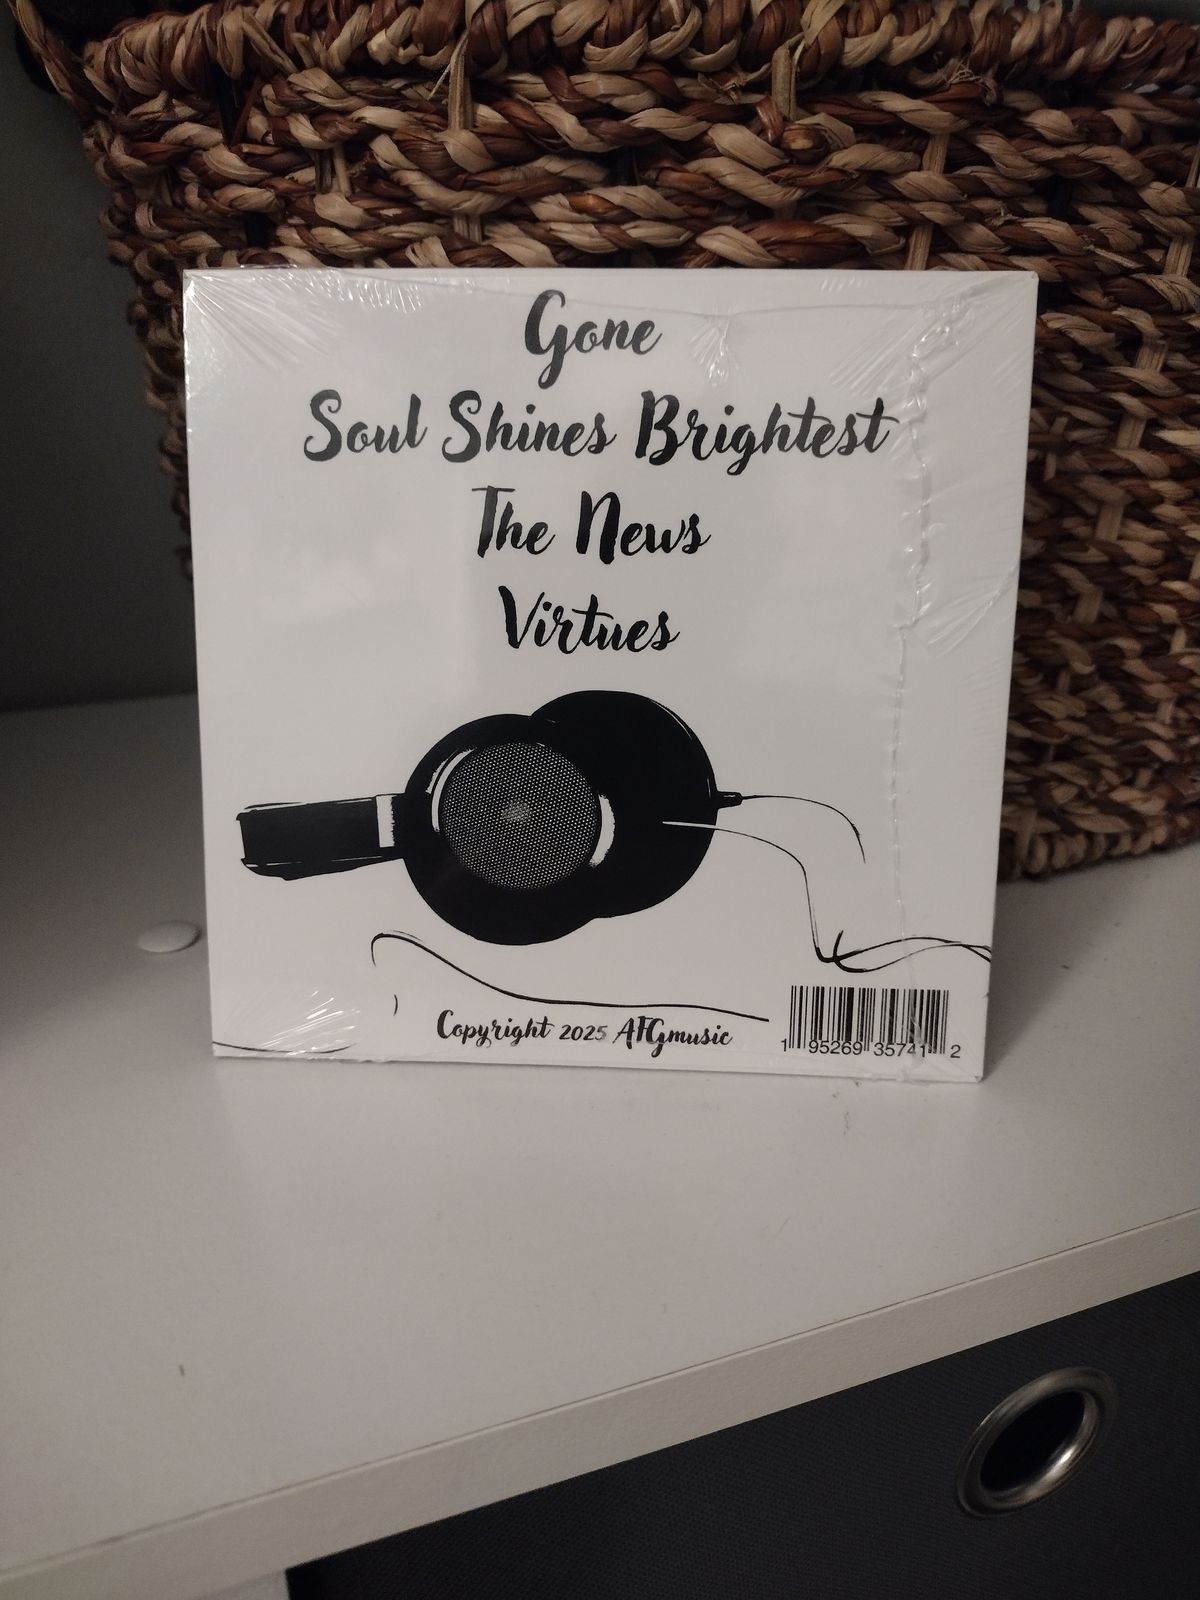 Gone
Soul Shines Brightest
The News
Virtues
Copyright 2025 AFGmusic
1 95269 35741 2